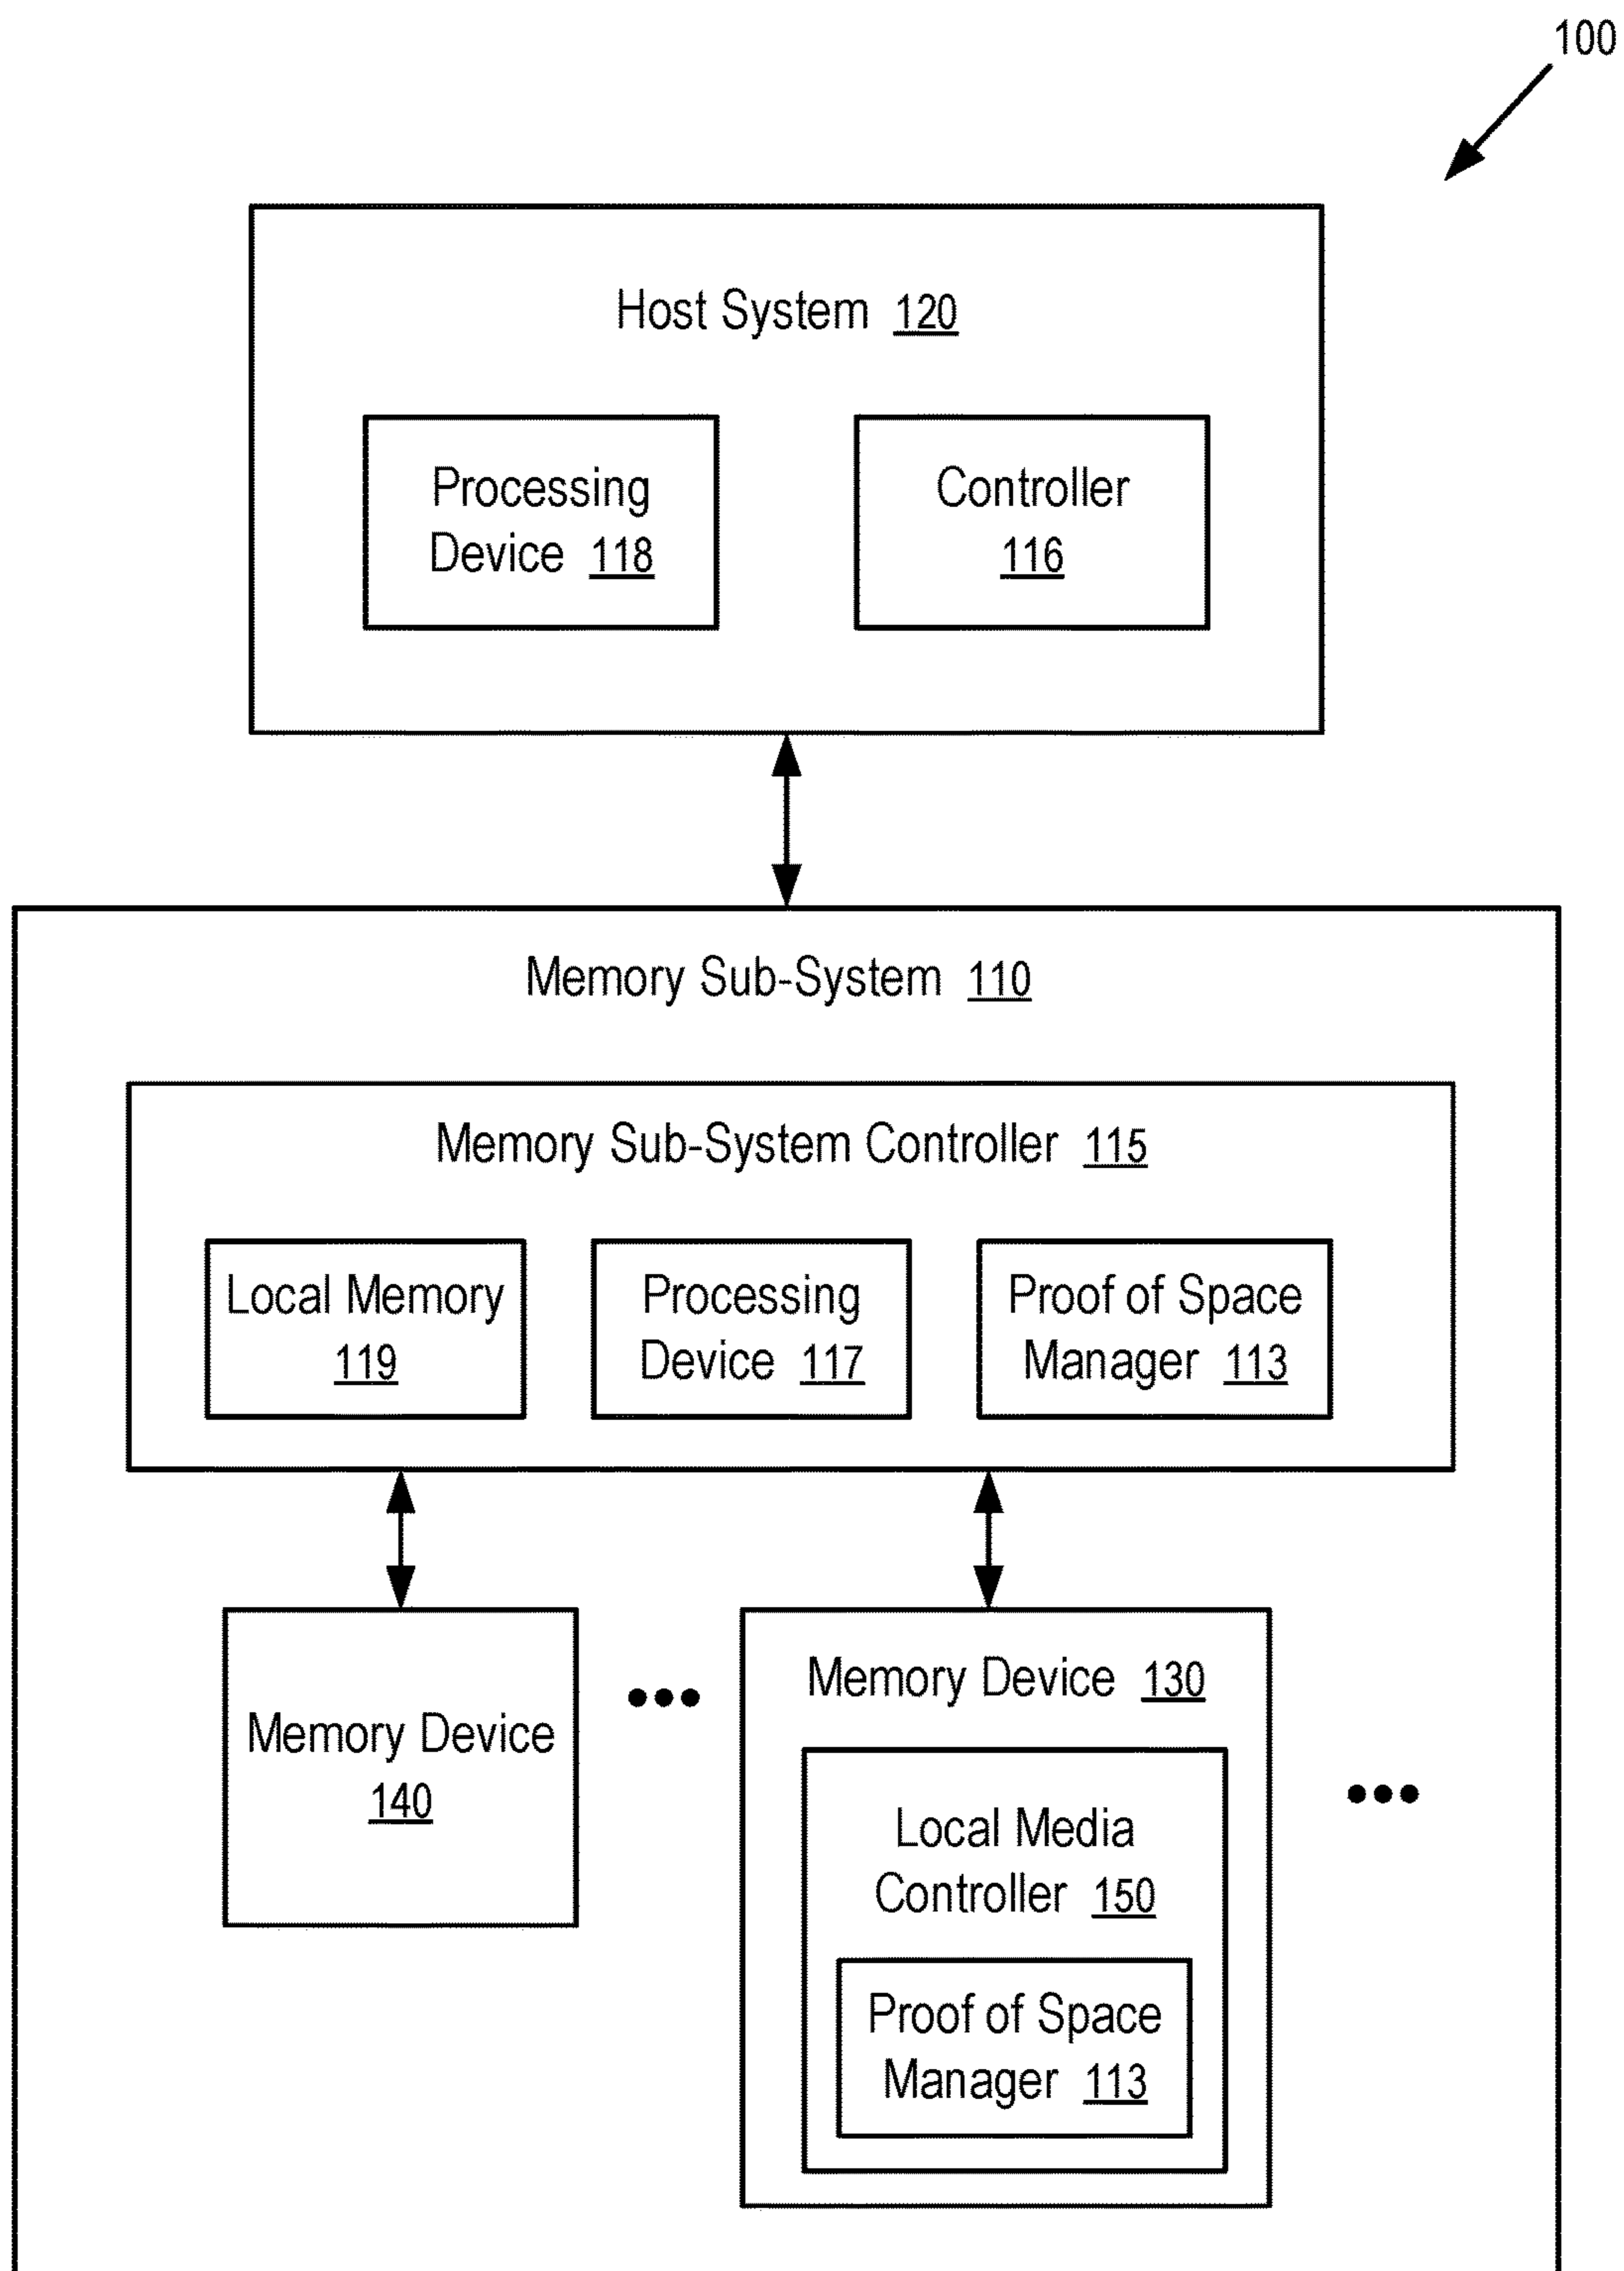 100
Host System 120
Processing
Device 118
Controller
116
Memory Sub-System 110
Memory Sub-System Controller 115
Local Memory
119
Processing
Device 117
Proof of Space
Manager 113
Memory Device
140
Memory Device 130
Local Media
Controller 150
Proof of Space
Manager 113